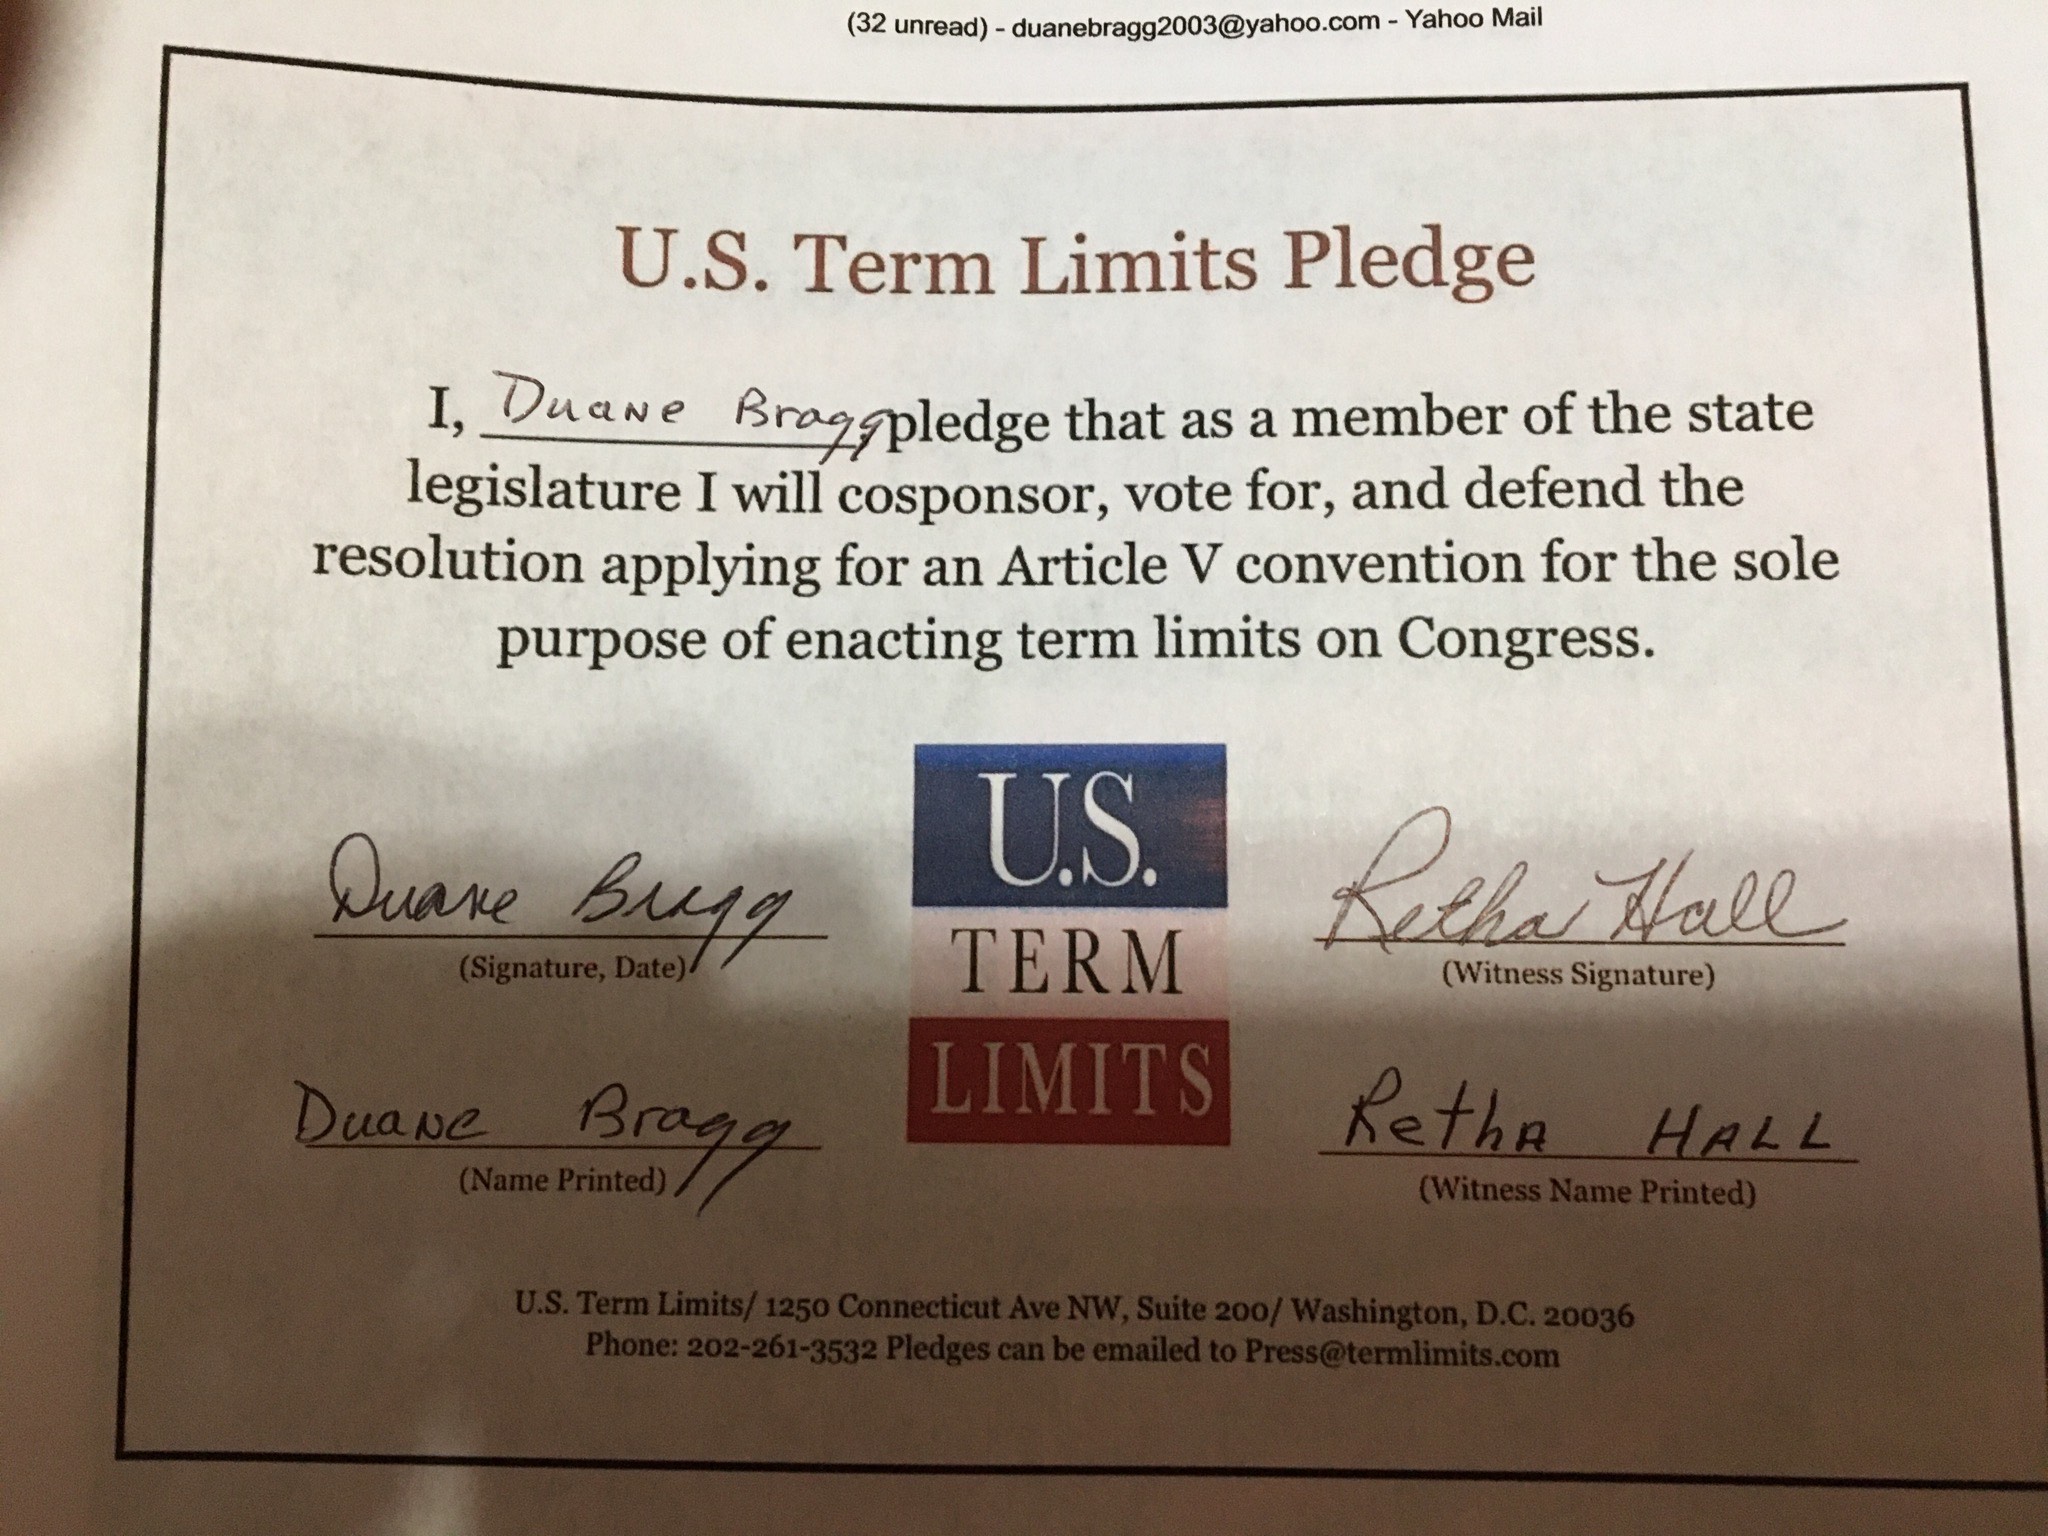 (32 unread) - duanebragg2003@yahoo.com - Yahoo Mail
U.S. Term Limits Pledge
I, Duane Bragg pledge that as a member of the state
legislature I will cosponsor, vote for, and defend the
resolution applying for an Article V convention for the sole
purpose of enacting term limits on Congress.
U.S.
TERM
LIMITS
Duane Bragg
(Signature, Date)
Retha Hall
(Witness Signature)
Duane Bragg
(Name Printed)
Retha HALL
(Witness Name Printed)
U.S. Term Limits/ 1250 Connecticut Ave NW, Suite 200/ Washington, D.C. 20036
Phone: 202-261-3532 Pledges can be emailed to Press@termlimits.com